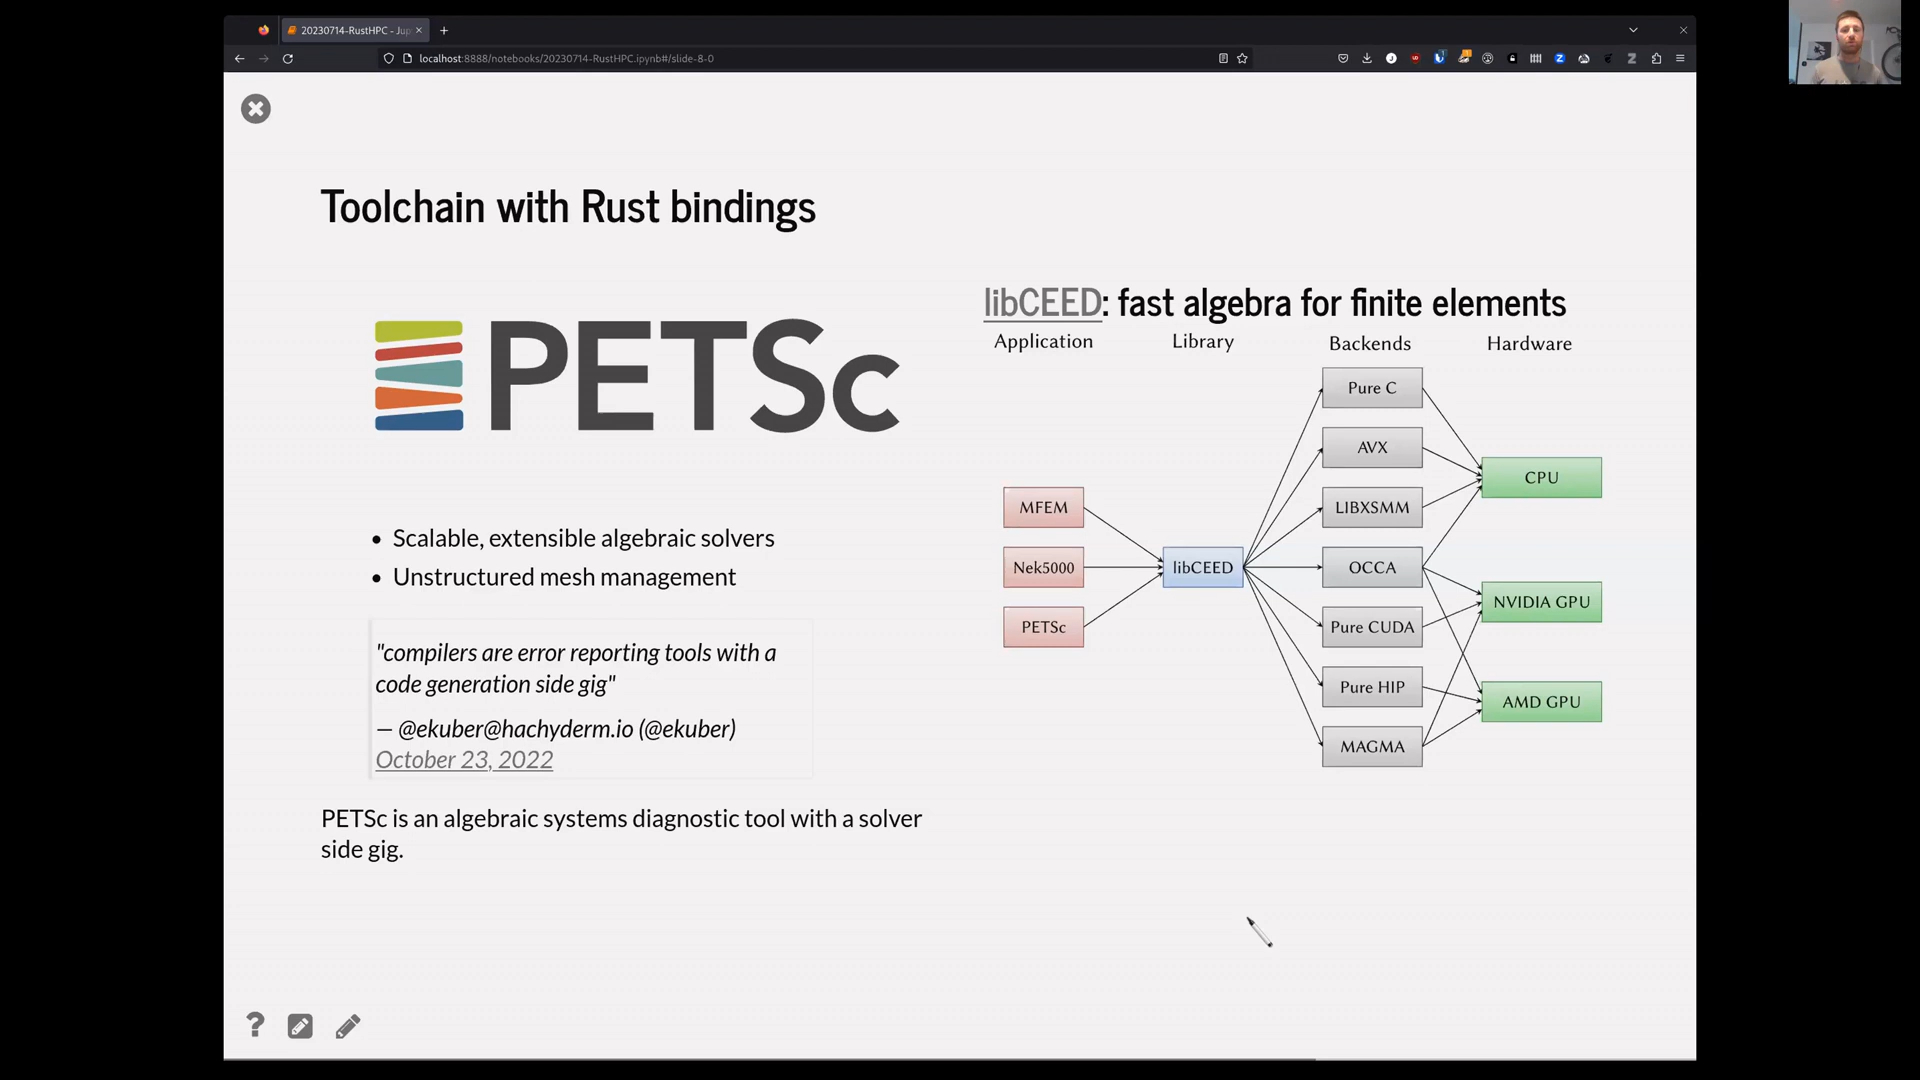 20230714-RustHPC - Jup
localhost:8888/notebooks/20230714-RustHPC.ipynb#/slide-8-0
Toolchain with Rust bindings
PETSc
• Scalable, extensible algebraic solvers
• Unstructured mesh management
"compilers are error reporting tools with a
code generation side gig"
— @ekuber@hachyderm.io (@ekuber)
October 23, 2022
PETSc is an algebraic systems diagnostic tool with a solver
side gig.
libCEED: fast algebra for finite elements
Application Library Backends Hardware
Pure C
AVX
CPU
MFEM
LIBXSMM
Nek5000
libCEED
OCCA
NVIDIA GPU
PETSc
Pure CUDA
Pure HIP
AMD GPU
MAGMA